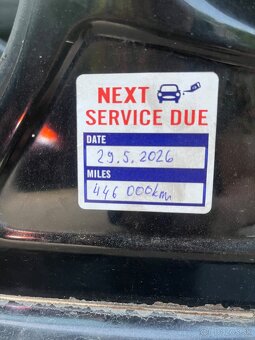 NEXT
SERVICE DUE
DATE
29.5.2026
MILES
446 000km